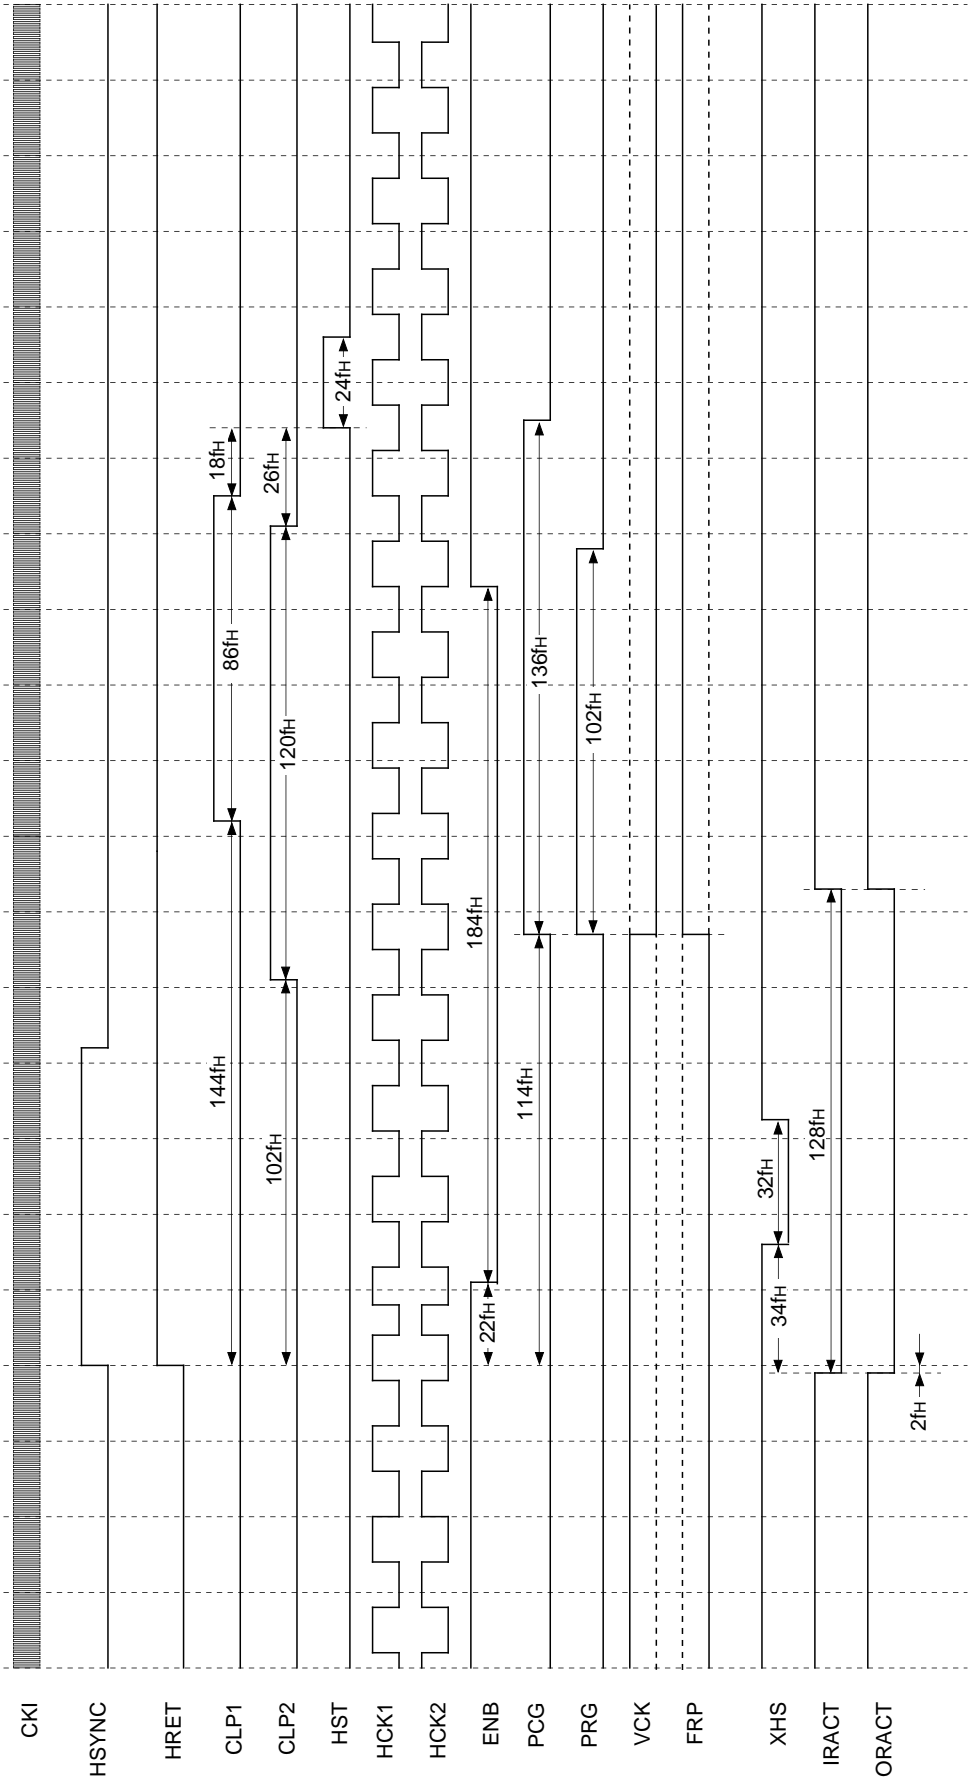 CKI
HSYNC
HRET
CLP1
144fH
86fH
18fH
CLP2
102fH
120fH
26fH
HST
24fH
HCK1
HCK2
ENB
22fH
184fH
PCG
114fH
136fH
PRG
102fH
VCK
FRP
XHS
34fH
32fH
IRACT
128fH
ORACT
2fH